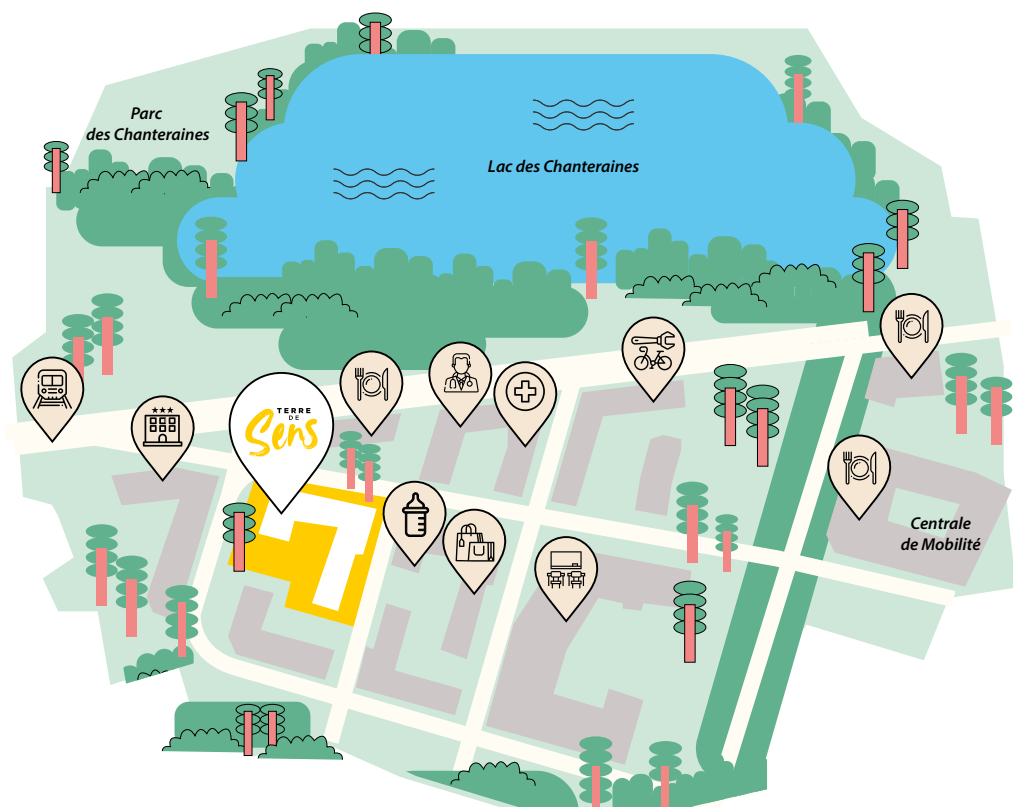 Parc
des Chanteraines
Lac des Chanteraines
TERRE
DE
Sens
Centrale
de Mobilité